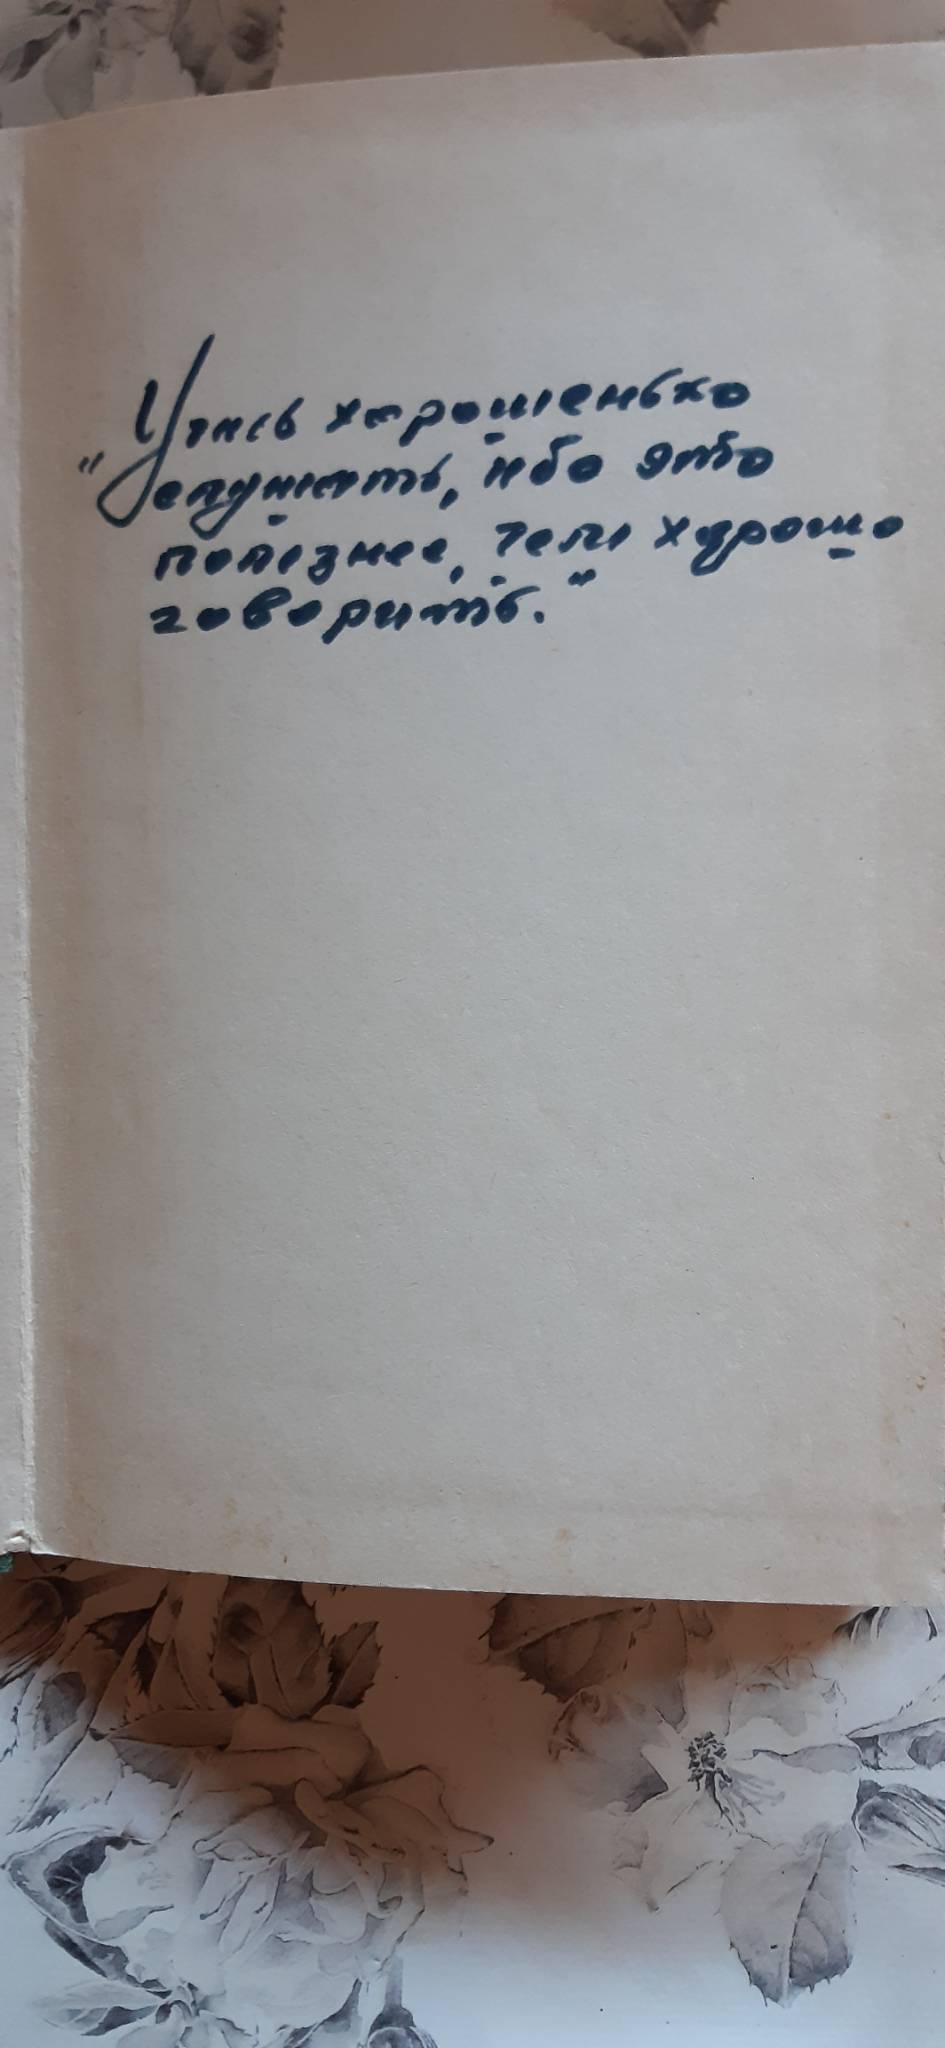 "Учись хорошенько
слушать, ибо это
полезнее, чем хорошо
говорить."